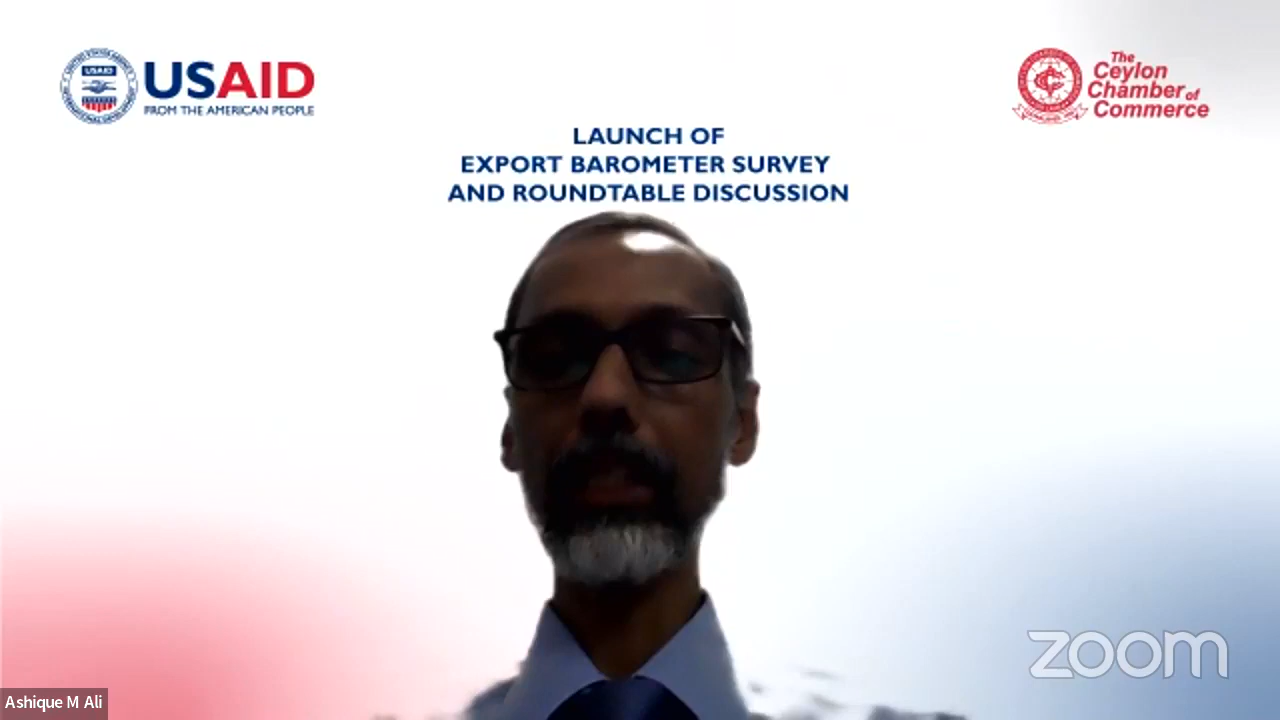 USAID
USAID
FROM THE AMERICAN PEOPLE
The
Ceylon
Chamber of
Commerce
LAUNCH OF
EXPORT BAROMETER SURVEY
AND ROUNDTABLE DISCUSSION
zoom
Ashique M Ali